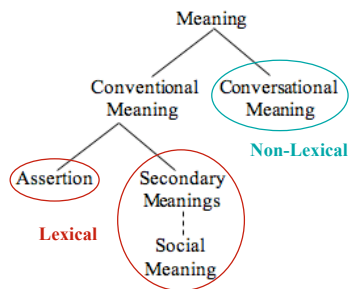 Meaning
Conventional Conversational
Meaning Meaning
Non-Lexical
Assertion Secondary
Meanings
Lexical
Social
Meaning